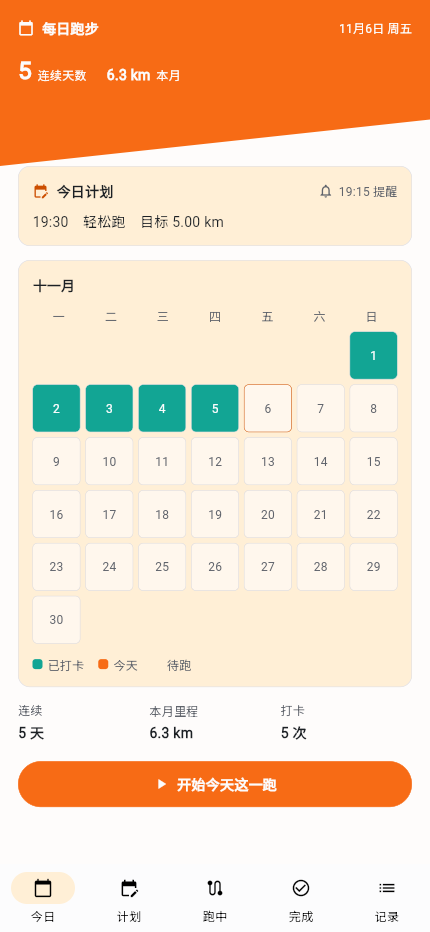 每日跑步 11月6日 周五
5 连续天数 6.3 km 本月
今日计划 19:15 提醒
19:30 轻松跑 目标 5.00 km
十一月
一 二 三 四 五 六 日
1
2 3 4 5 6 7 8
9 10 11 12 13 14 15
16 17 18 19 20 21 22
23 24 25 26 27 28 29
30
已打卡 今天 待跑
连续 本月里程 打卡
5 天 6.3 km 5 次
开始今天这一跑
今日 计划 跑中 完成 记录